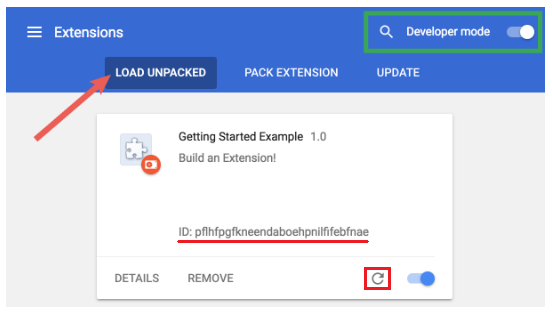 Extensions
Developer mode
LOAD UNPACKED PACK EXTENSION UPDATE
Getting Started Example 1.0
Build an Extension!
ID: pflhfpgfkneendaboehpnilfifebfnae
DETAILS REMOVE